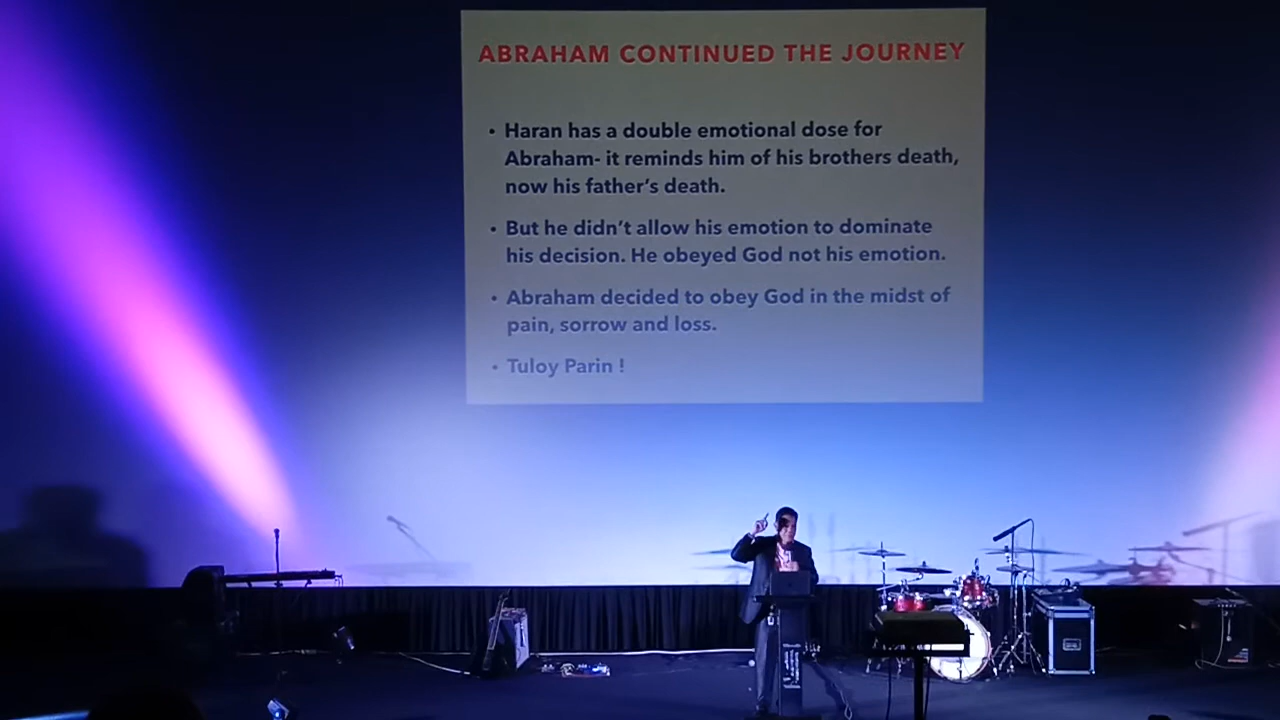 ABRAHAM CONTINUED THE JOURNEY
• Haran has a double emotional dose for
Abraham- it reminds him of his brothers death,
now his father's death.
• But he didn't allow his emotion to dominate
his decision. He obeyed God not his emotion.
• Abraham decided to obey God in the midst of
pain, sorrow and loss.
• Tuloy Parin !